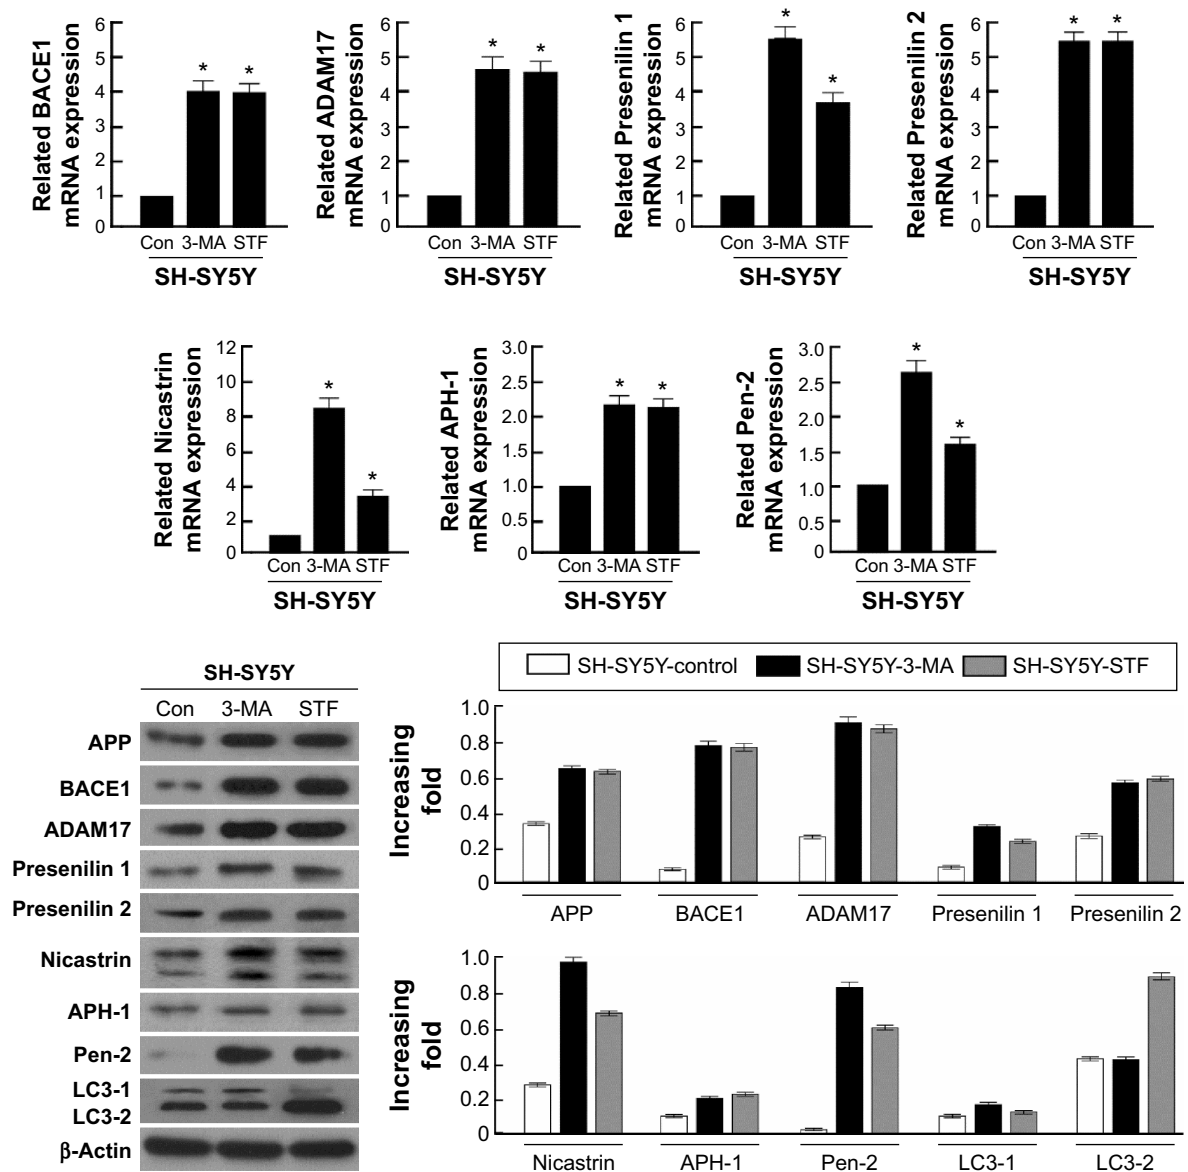 Related BACE1
mRNA expression
6
5
4
2
1
0
*
*
Con 3-MA STF
SH-SY5Y
Related ADAM17
mRNA expression
6
5
4
2
1
0
*
*
Con 3-MA STF
SH-SY5Y
Related Presenilin 1
mRNA expression
6
5
4
2
1
0
*
*
Con 3-MA STF
SH-SY5Y
Related Presenilin 2
mRNA expression
6
5
4
2
1
0
*
*
Con 3-MA STF
SH-SY5Y
Related Nicastrin
mRNA expression
12
10
8
6
4
2
0
*
*
Con 3-MA STF
SH-SY5Y
Related APH-1
mRNA expression
3.0
2.5
2.0
1.5
1.0
0.5
0
*
*
Con 3-MA STF
SH-SY5Y
Related Pen-2
mRNA expression
3.0
2.5
2.0
1.5
1.0
0.5
0
*
*
Con 3-MA STF
SH-SY5Y
SH-SY5Y
Con 3-MA STF
APP
BACE1
ADAM17
Presenilin 1
Presenilin 2
Nicastrin
APH-1
Pen-2
LC3-1
LC3-2
β-Actin
SH-SY5Y-control SH-SY5Y-3-MA SH-SY5Y-STF
Increasing
fold
1.0
0.8
0.6
0.4
0.2
0
APP BACE1 ADAM17 Presenilin 1 Presenilin 2
Increasing
fold
1.0
0.8
0.6
0.4
0.2
0
Nicastrin APH-1 Pen-2 LC3-1 LC3-2